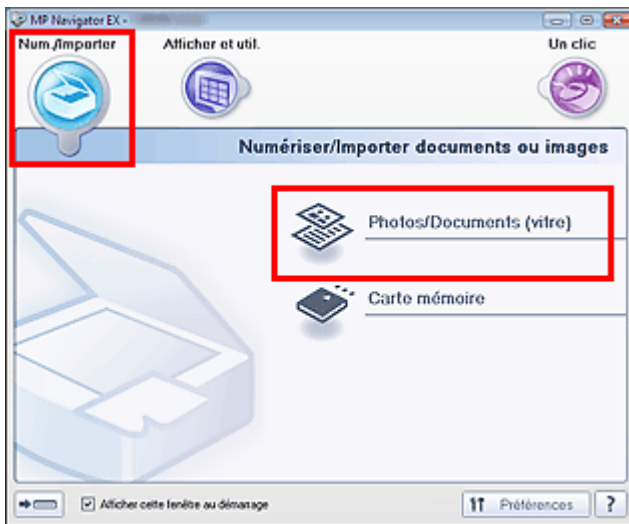 MP Navigator EX -
Num./Importer Afficher et util. Un clic
Numériser/Importer documents ou images
Photos/Documents (vitre)
Carte mémoire
Afficher cette fenêtre au démarrage Préférences ?